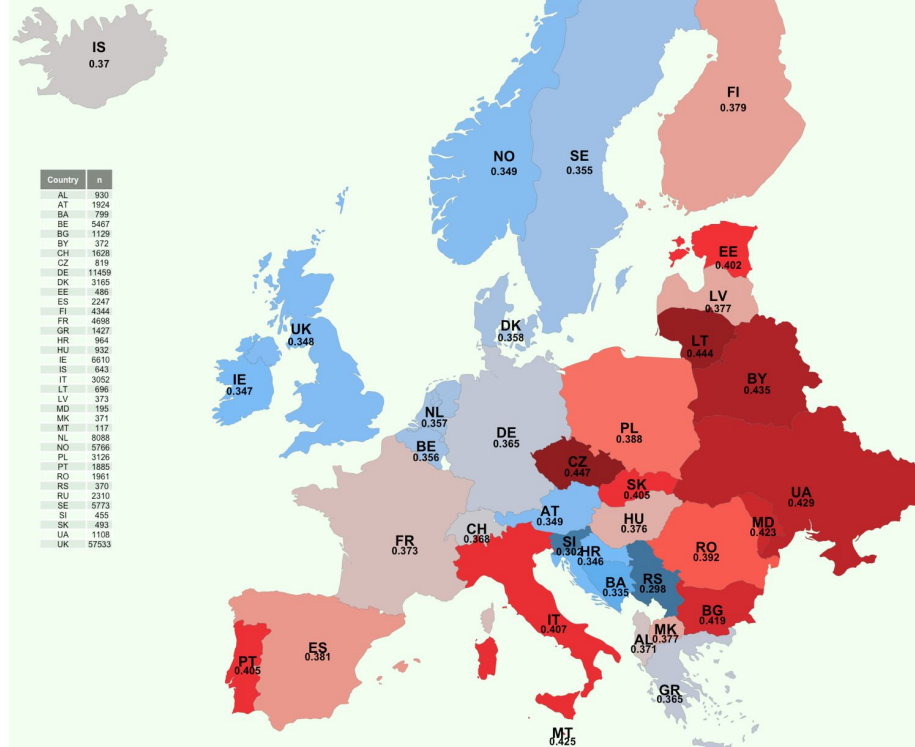 IS
0.37
FI
0.379
NO
0.349
SE
0.355
Country n
AL 930
AT 1924
BA 799
BE 5467
BG 1129
BY 372
CH 1628
CZ 819
DE 11459
DK 3165
EE 486
ES 2247
FI 4344
FR 4698
GR 1427
HR 964
HU 932
IE 6610
IS 643
IT 3052
LT 696
LV 373
MD 195
MK 371
MT 117
NL 8088
NO 5766
PL 3126
PT 1885
RO 1961
RS 370
RU 2310
SE 5773
SI 455
SK 493
UA 1108
UK 57533
EE
0.402
LV
0.377
UK
0.348
DK
0.358
LT
0.444
IE
0.347
BY
0.435
NL
0.357
PL
0.388
DE
0.365
BE
0.356
CZ
0.447
SK
0.405
UA
0.429
AT
0.349
HU
0.376
MD
0.423
CH
0.368
FR
0.373
SI
0.302
HR
0.346
RO
0.392
BA
0.335
RS
0.298
BG
0.419
IT
0.407
MK
0.377
AL
0.371
ES
0.381
PT
0.405
GR
0.365
MT
0.425